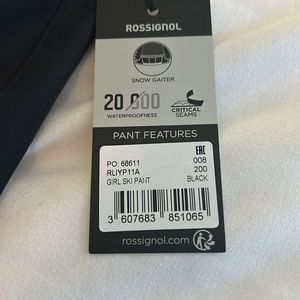 ROSSIGNOL
SNOW GAITER
20 000
WATERPROOFNESS
CRITICAL
SEAMS
PANT FEATURES
PO: 68611
EAC
RLIYP11A
008
GIRL SKI PANT
200
BLACK
3 607683 851065
rossignol.com